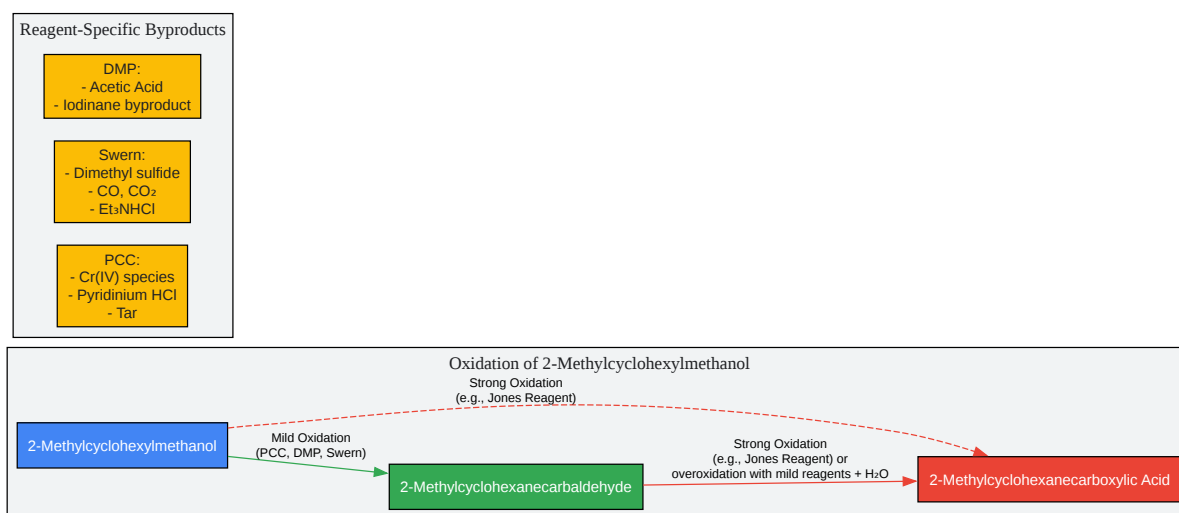 Reagent-Specific Byproducts
DMP:
- Acetic Acid
- Iodinane byproduct
Swern:
- Dimethyl sulfide
- CO, CO₂
- Et₃NHCl
PCC:
- Cr(IV) species
- Pyridinium HCl
- Tar
Oxidation of 2-Methylcyclohexylmethanol
Strong Oxidation
(e.g., Jones Reagent)
2-Methylcyclohexylmethanol
Mild Oxidation
(PCC, DMP, Swern)
2-Methylcyclohexanecarbaldehyde
Strong Oxidation
(e.g., Jones Reagent) or
overoxidation with mild reagents + H₂O
2-Methylcyclohexanecarboxylic Acid